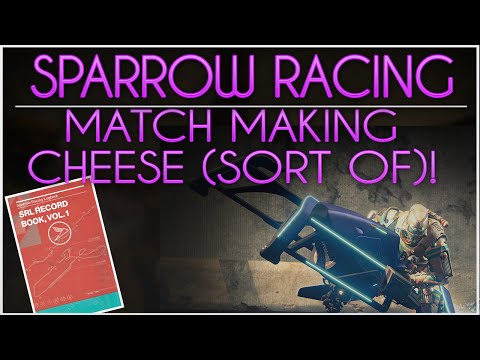 SPARROW RACING
MATCH MAKING
CHEESE (SORT OF)!
SRL RECORD
BOOK, VOL. 1